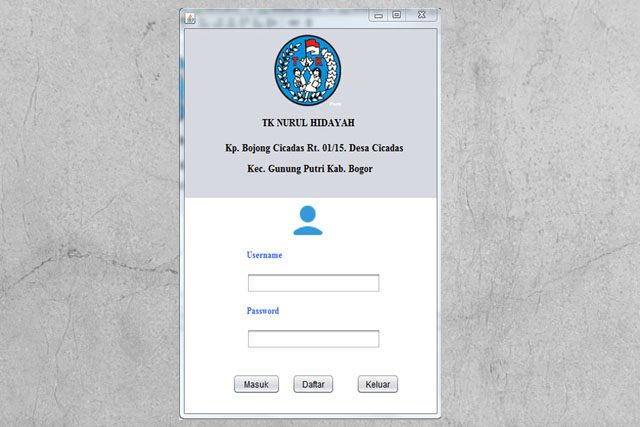 T K
TK NURUL HIDAYAH
Kp. Bojong Cicadas Rt. 01/15. Desa Cicadas
Kec. Gunung Putri Kab. Bogor
Username
Password
Masuk Daftar Keluar